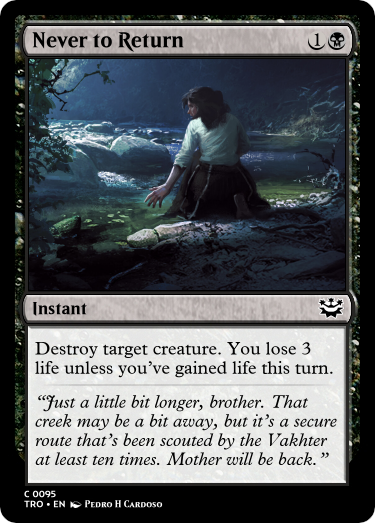 Never to Return 1
Instant
Destroy target creature. You lose 3
life unless you've gained life this turn.
“Just a little bit longer, brother. That
creek may be a bit away, but it's a secure
route that's been scouted by the Vakhter
at least ten times. Mother will be back.”
C 0095
TRO • EN Pedro H Cardoso